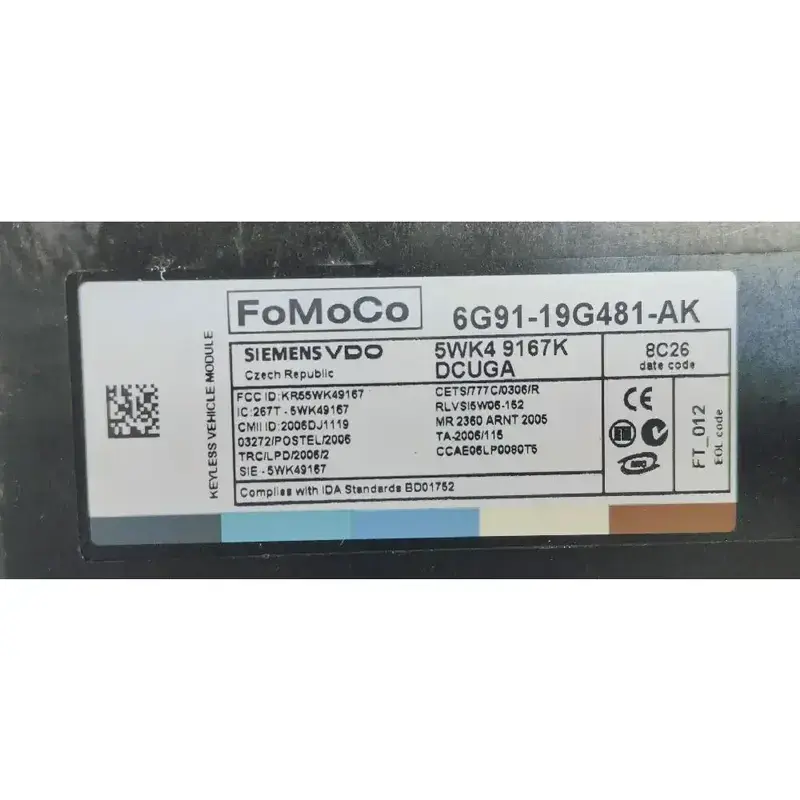 FoMoCo
6G91-19G481-AK
KEYLESS VEHICLE MODULE
SIEMENS VDO
Czech Republic
5WK4 9167K
DCUGA
8C26
date code
FCC ID:KR55WK49167
IC:267T - 5WK49167
CMII ID:2006DJ1119
03272/POSTEL/2006
TRC/LPD/2006/2
SIE - 5WK49167
CETS/777C/0306/R
RLVSI5W06-152
MR 2360 ARNT 2005
TA-2006/115
CCAE06LP0080T5
CE
FT_012
EOL code
Complies with IDA Standards BD01752